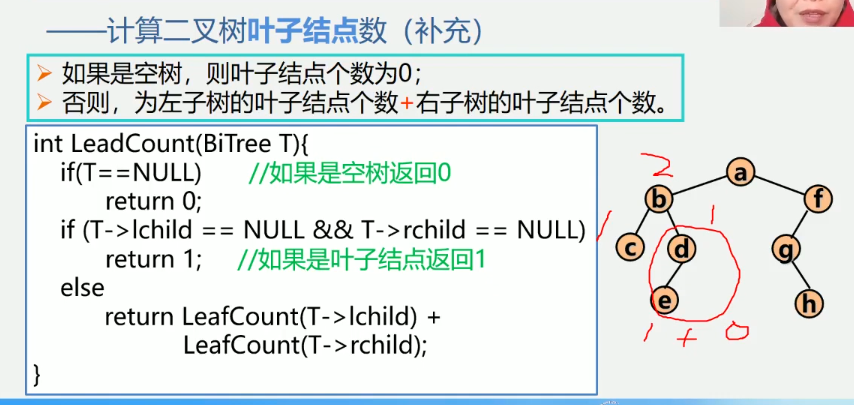 ——计算二叉树叶子结点数（补充）
如果是空树，则叶子结点个数为0；
否则，为左子树的叶子结点个数+右子树的叶子结点个数。
int LeadCount(BiTree T){
if(T==NULL) //如果是空树返回0
return 0;
if (T->lchild == NULL && T->rchild == NULL)
return 1; //如果是叶子结点返回1
else
return LeafCount(T->lchild) +
LeafCount(T->rchild);
}
2
a
b
f
1
1
c
d
g
e
h
1 + 0